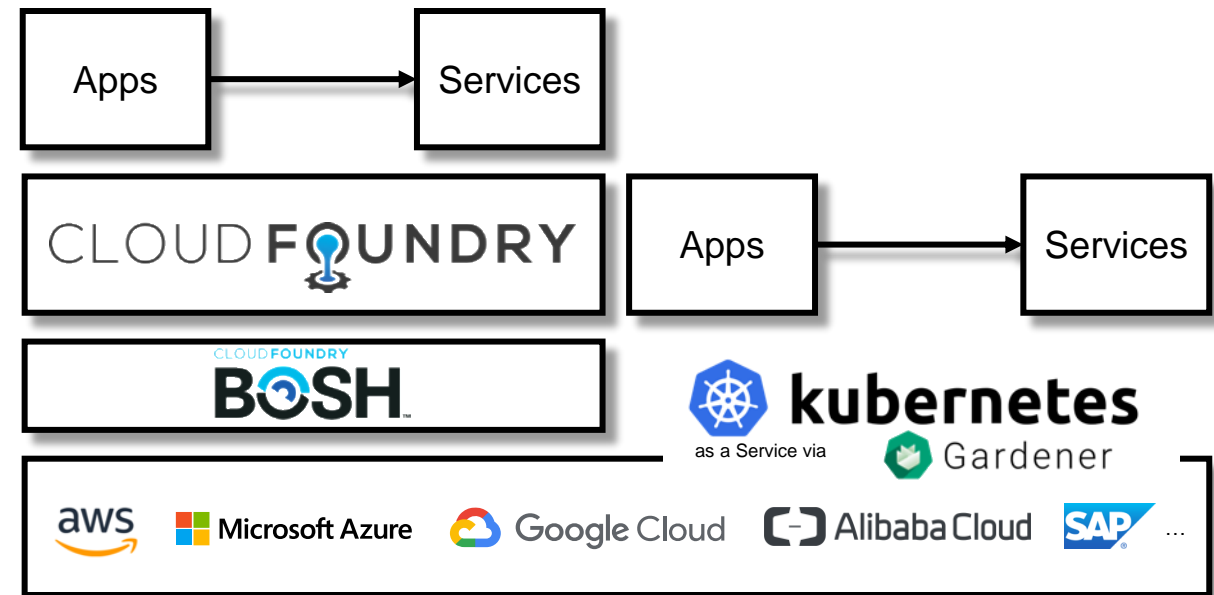 Apps
Services
CLOUD FOUNDRY
Apps
Services
CLOUDFOUNDRY
BOSH™
kubernetes
as a Service via
Gardener
aws
Microsoft Azure
Google Cloud
Alibaba Cloud
SAP®
...